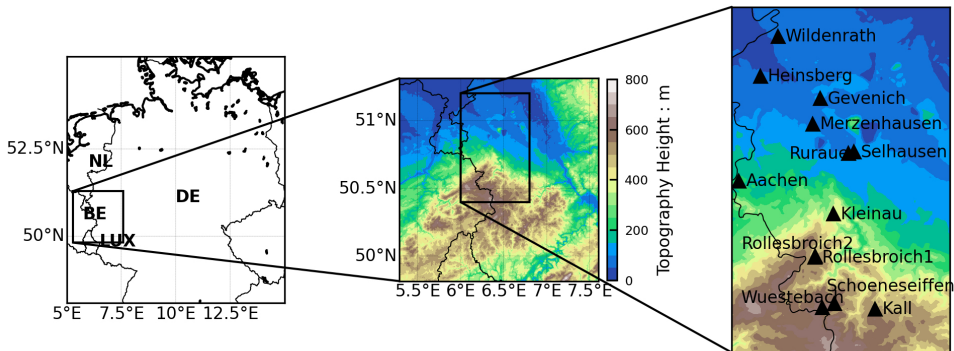 52.5°N
50°N
5°E
7.5°E
10°E
12.5°E
NL
DE
BE
LUX
51°N
50.5°N
50°N
5.5°E
6°E
6.5°E
7°E
7.5°E
800
600
400
200
0
Topography Height : m
Wildenrath
Heinsberg
Gevenich
Merzenhausen
Selhausen
Aachen
Kleinau
Rollesbroich2
Rollesbroich1
Schoeneseiffen
Wuestebach
Kall